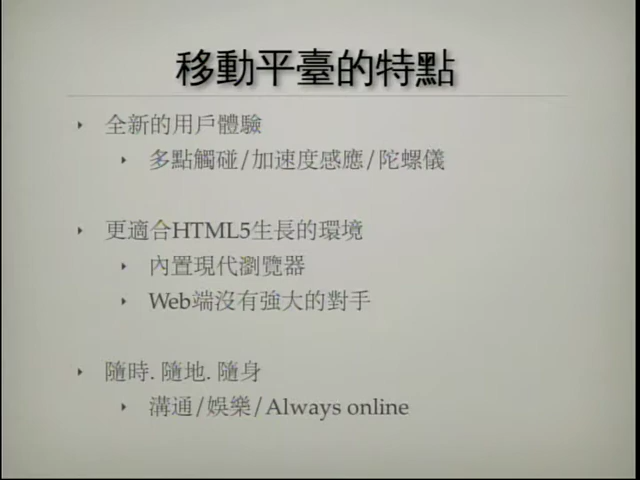 移動平臺的特點
全新的用戶體驗
多點觸碰/加速度感應/陀螺儀
更適合HTML5生長的環境
內置現代瀏覽器
Web端沒有強大的對手
隨時. 隨地. 隨身
溝通/娛樂/Always online